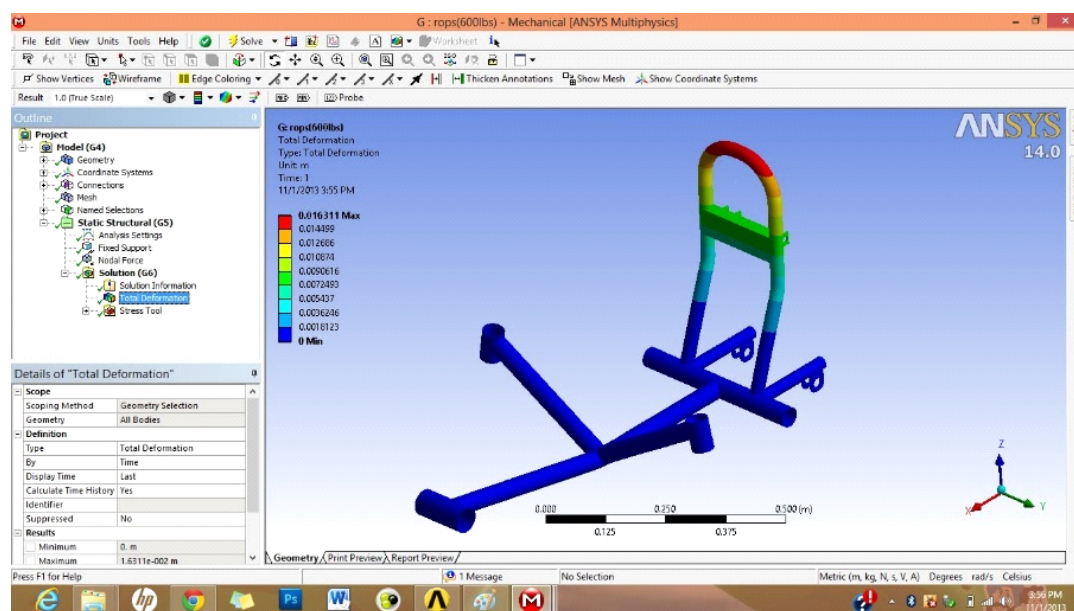 G : rops(600lbs) - Mechanical [ANSYS Multiphysics]
File Edit View Units Tools Help Solve Worksheet
Show Vertices Wireframe Edge Coloring Thicken Annotations Show Mesh Show Coordinate Systems
Result 1.0 (True Scale) Probe
Outline
Project
Model (G4)
Geometry
Coordinate Systems
Connections
Mesh
Named Selections
Static Structural (G5)
Analysis Settings
Fixed Support
Nodal Force
Solution (G6)
Solution Information
Total Deformation
Stress Tool
Details of "Total Deformation"
Scope
Scoping Method Geometry Selection
Geometry All Bodies
Definition
Type Total Deformation
By Time
Display Time Last
Calculate Time History Yes
Identifier
Suppressed No
Results
Minimum 0. m
Maximum 1.6311e-002 m
G: rops(600lbs)
Total Deformation
Type: Total Deformation
Unit: m
Time: 1
11/1/2013 3:55 PM
0.016311 Max
0.014499
0.012686
0.010874
0.0090616
0.0072493
0.005437
0.0036246
0.0018123
0 Min
ANSYS
14.0
0.000 0.250 0.500 (m)
0.125 0.375
Z
X Y
Geometry Print Preview Report Preview
Press F1 for Help 1 Message No Selection Metric (m, kg, N, s, V, A) Degrees rad/s Celsius
hp Ps W M
3:56 PM
11/1/2013